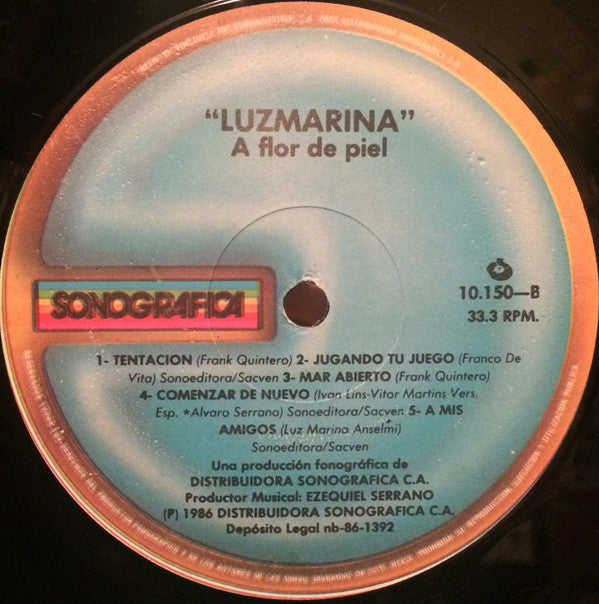 "LUZMARINA"
A flor de piel
SONOGRAFICA
10.150—B
33.3 RPM.
1- TENTACION (Frank Quintero) 2- JUGANDO TU JUEGO (Franco De
Vita) Sonoeditora/Sacven 3- MAR ABIERTO (Frank Quintero)
4- COMENZAR DE NUEVO (Ivan Lins-Vitor Martins Vers.
Esp. *Alvaro Serrano) Sonoeditora/Sacven 5- A MIS
AMIGOS (Luz Marina Anselmi)
Sonoeditora/Sacven
Una producción fonográfica de
DISTRIBUIDORA SONOGRAFICA C.A.
Productor Musical: EZEQUIEL SERRANO
(P) 1986 DISTRIBUIDORA SONOGRAFICA C.A.
Depósito Legal nb-86-1392